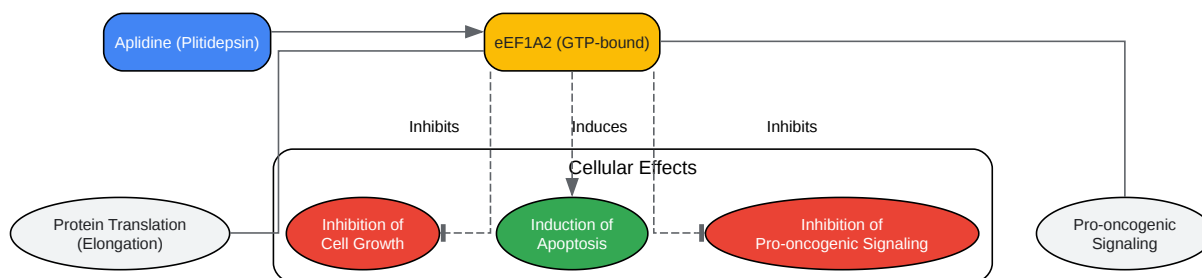 Aplidine (Plitidepsin)
eEF1A2 (GTP-bound)
Inhibits
Induces
Inhibits
Cellular Effects
Protein Translation
(Elongation)
Inhibition of
Cell Growth
Induction of
Apoptosis
Inhibition of
Pro-oncogenic Signaling
Pro-oncogenic
Signaling